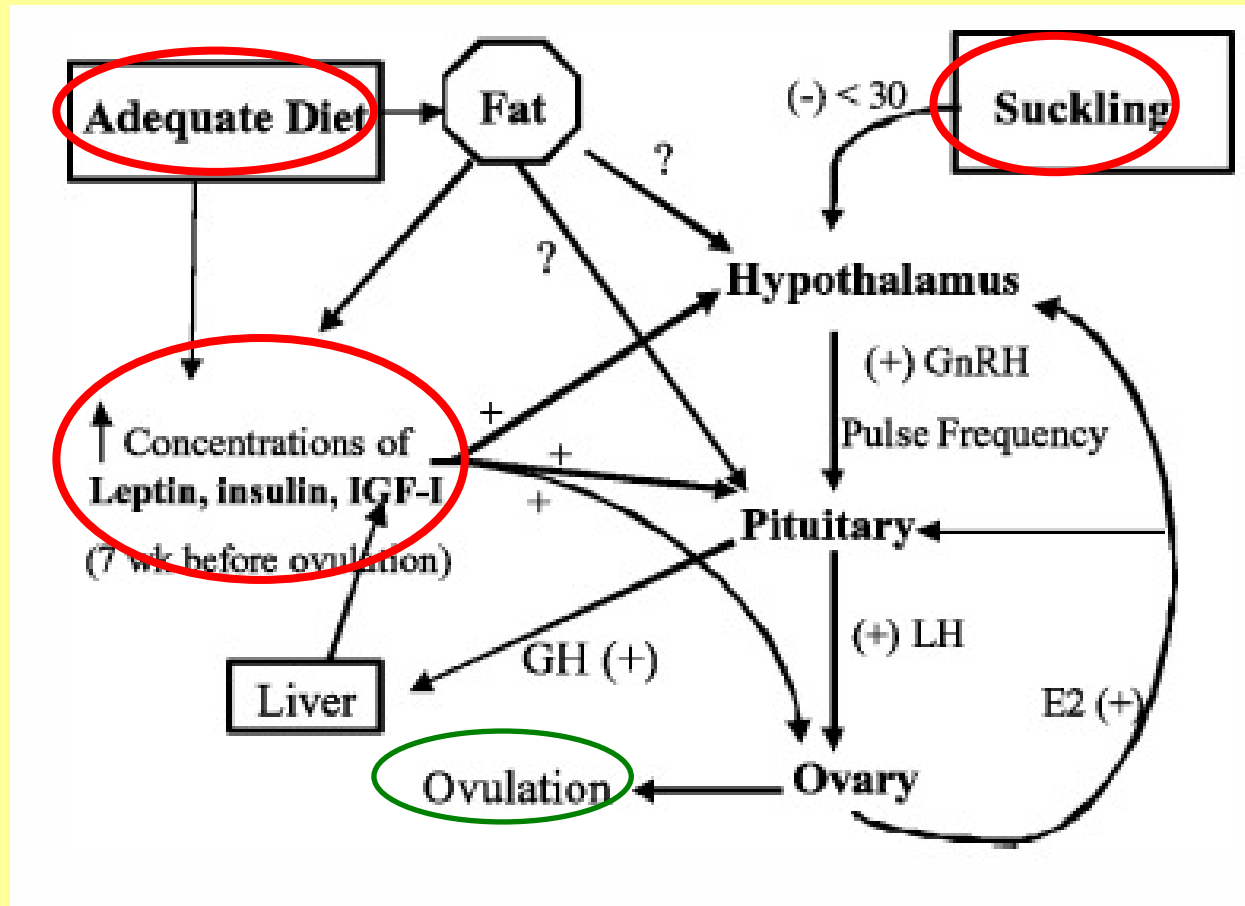 Adequate Diet
Fat
(-) < 30
Suckling
?
?
Hypothalamus
(+) GnRH
Pulse Frequency
+
+
+
↑ Concentrations of
Leptin, insulin, IGF-I
(7 wk before ovulation)
Pituitary
(+) LH
GH (+)
Liver
E2 (+)
Ovulation
Ovary